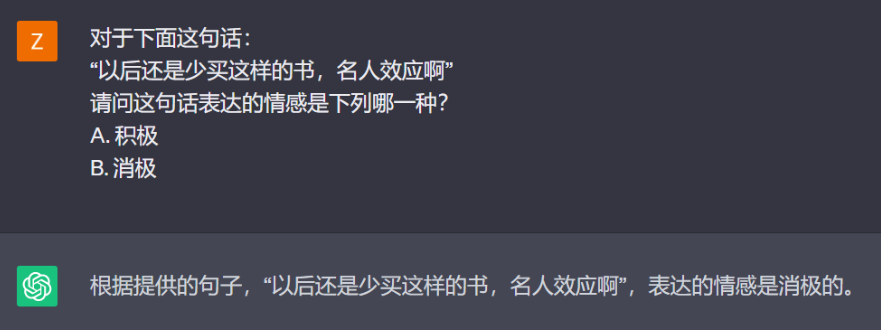 Z
对于下面这句话：
“以后还是少买这样的书，名人效应啊”
请问这句话表达的情感是下列哪一种？
A. 积极
B. 消极
根据提供的句子，“以后还是少买这样的书，名人效应啊”，表达的情感是消极的。